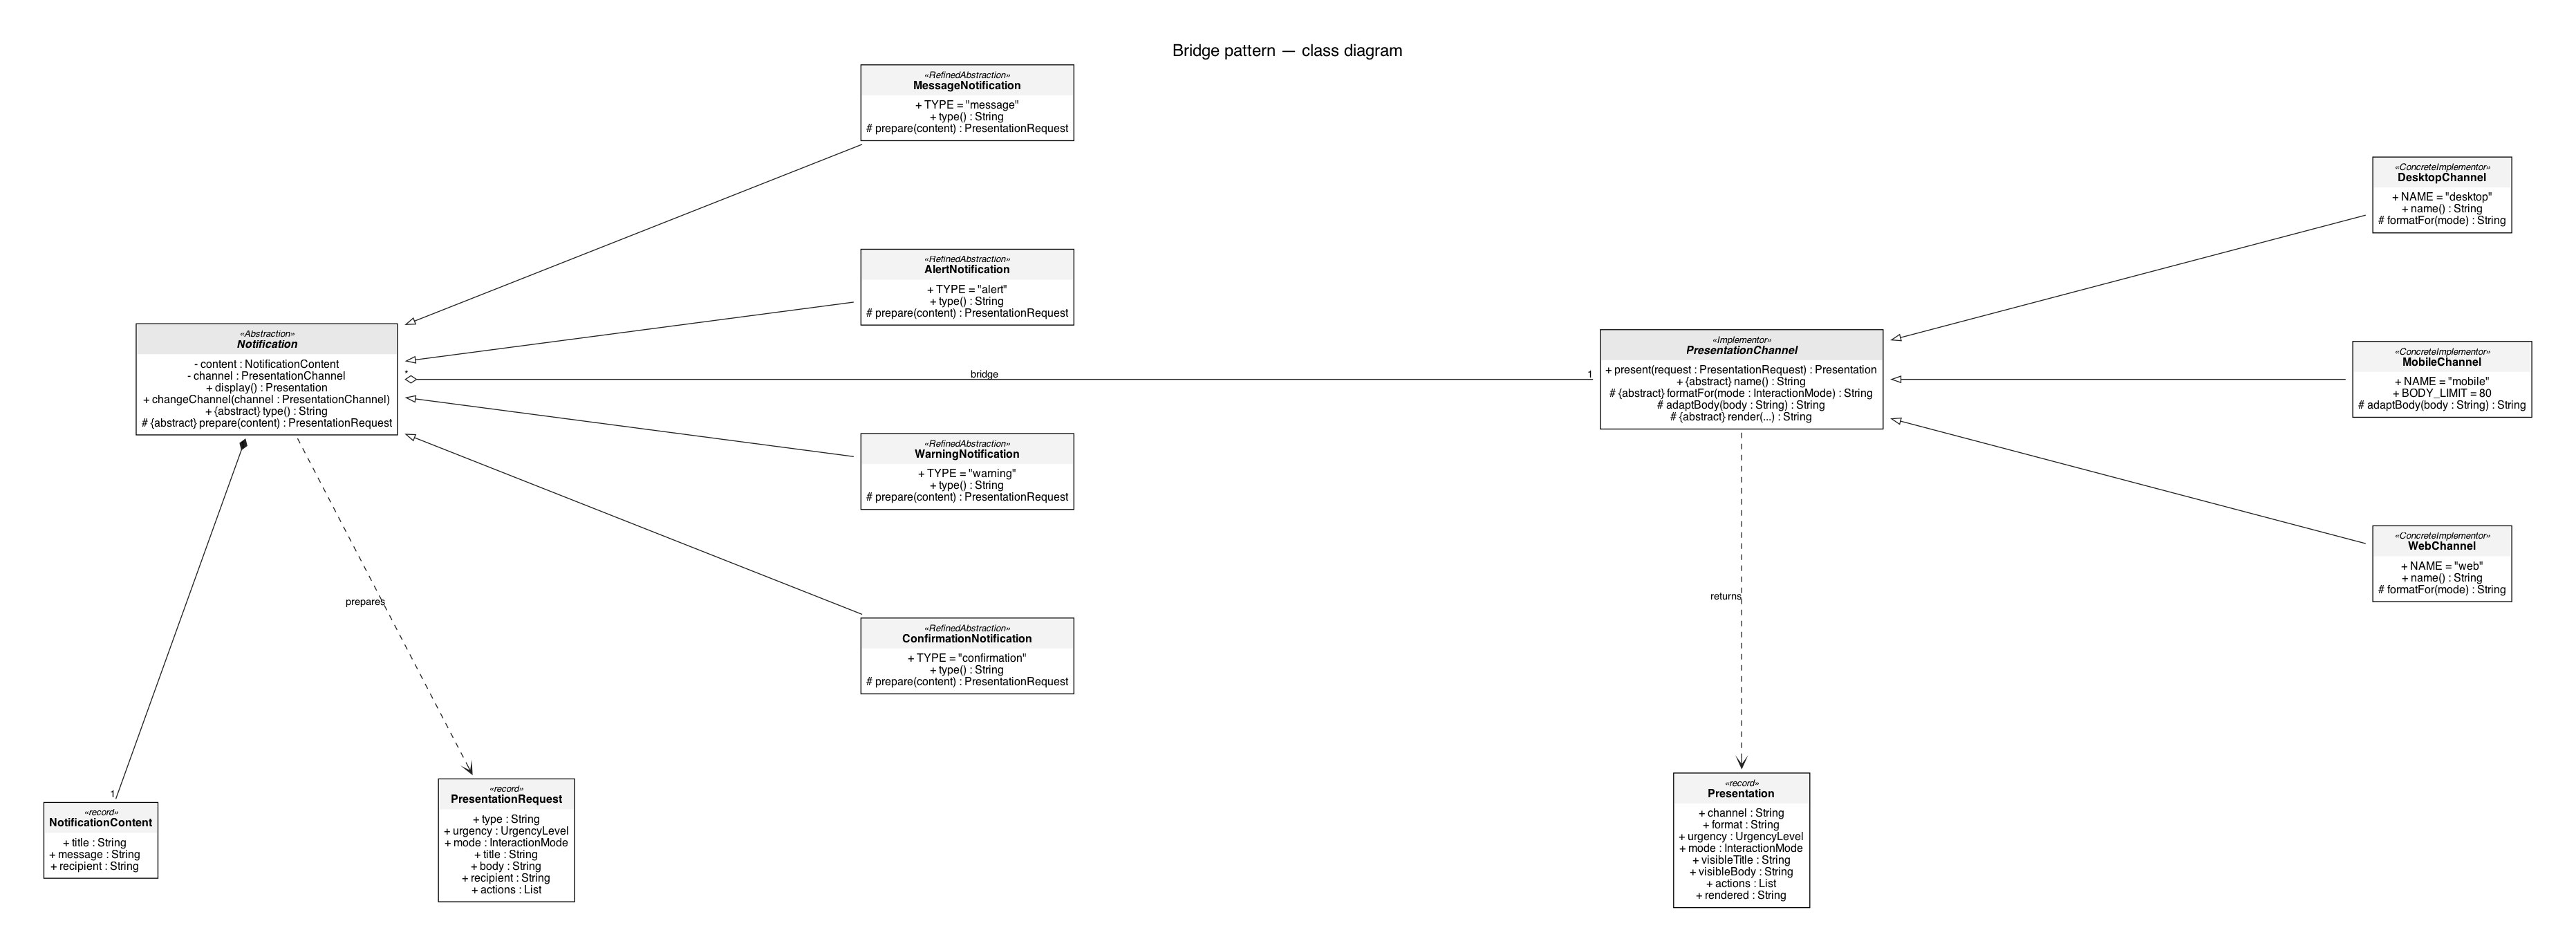 Bridge pattern — class diagram
«RefinedAbstraction»
MessageNotification
+ TYPE = "message"
+ type() : String
# prepare(content) : PresentationRequest
«RefinedAbstraction»
AlertNotification
+ TYPE = "alert"
+ type() : String
# prepare(content) : PresentationRequest
«Abstraction»
Notification
- content : NotificationContent
- channel : PresentationChannel
+ display() : Presentation
+ changeChannel(channel : PresentationChannel)
+ {abstract} type() : String
# {abstract} prepare(content) : PresentationRequest
*
bridge
1
«RefinedAbstraction»
WarningNotification
+ TYPE = "warning"
+ type() : String
# prepare(content) : PresentationRequest
«RefinedAbstraction»
ConfirmationNotification
+ TYPE = "confirmation"
+ type() : String
# prepare(content) : PresentationRequest
«Implementor»
PresentationChannel
+ present(request : PresentationRequest) : Presentation
+ {abstract} name() : String
# {abstract} formatFor(mode : InteractionMode) : String
# adaptBody(body : String) : String
# {abstract} render(...) : String
«ConcreteImplementor»
DesktopChannel
+ NAME = "desktop"
+ name() : String
# formatFor(mode) : String
«ConcreteImplementor»
MobileChannel
+ NAME = "mobile"
+ BODY_LIMIT = 80
# adaptBody(body : String) : String
«ConcreteImplementor»
WebChannel
+ NAME = "web"
+ name() : String
# formatFor(mode) : String
prepares
returns
1
«record»
NotificationContent
+ title : String
+ message : String
+ recipient : String
«record»
PresentationRequest
+ type : String
+ urgency : UrgencyLevel
+ mode : InteractionMode
+ title : String
+ body : String
+ recipient : String
+ actions : List
«record»
Presentation
+ channel : String
+ format : String
+ urgency : UrgencyLevel
+ mode : InteractionMode
+ visibleTitle : String
+ visibleBody : String
+ actions : List
+ rendered : String